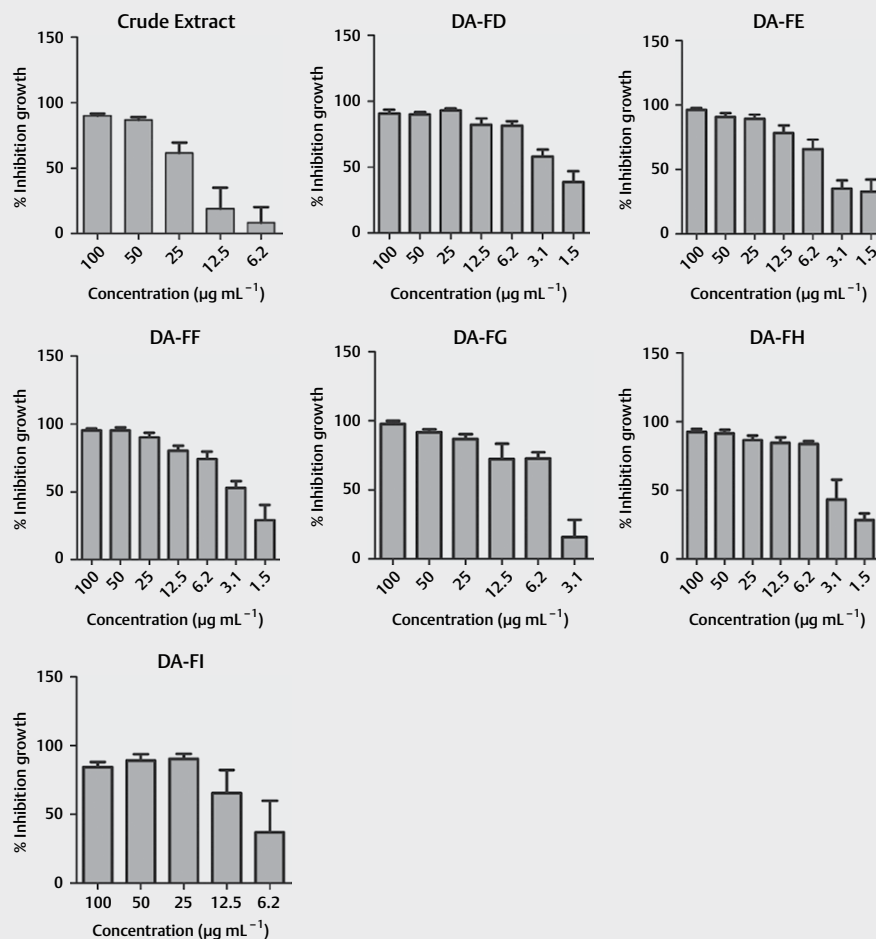 Crude Extract
% Inhibition growth
150
100
50
0
100 50 25 12.5 6.2
Concentration (µg mL⁻¹)
DA-FD
% Inhibition growth
150
100
50
0
100 50 25 12.5 6.2 3.1 1.5
Concentration (µg mL⁻¹)
DA-FE
% Inhibition growth
150
100
50
0
100 50 25 12.5 6.2 3.1 1.5
Concentration (µg mL⁻¹)
DA-FF
% Inhibition growth
150
100
50
0
100 50 25 12.5 6.2 3.1 1.5
Concentration (µg mL⁻¹)
DA-FG
% Inhibition growth
150
100
50
0
100 50 25 12.5 6.2 3.1
Concentration (µg mL⁻¹)
DA-FH
% Inhibition growth
150
100
50
0
100 50 25 12.5 6.2 3.1 1.5
Concentration (µg mL⁻¹)
DA-FI
% Inhibition growth
150
100
50
0
100 50 25 12.5 6.2
Concentration (µg mL⁻¹)